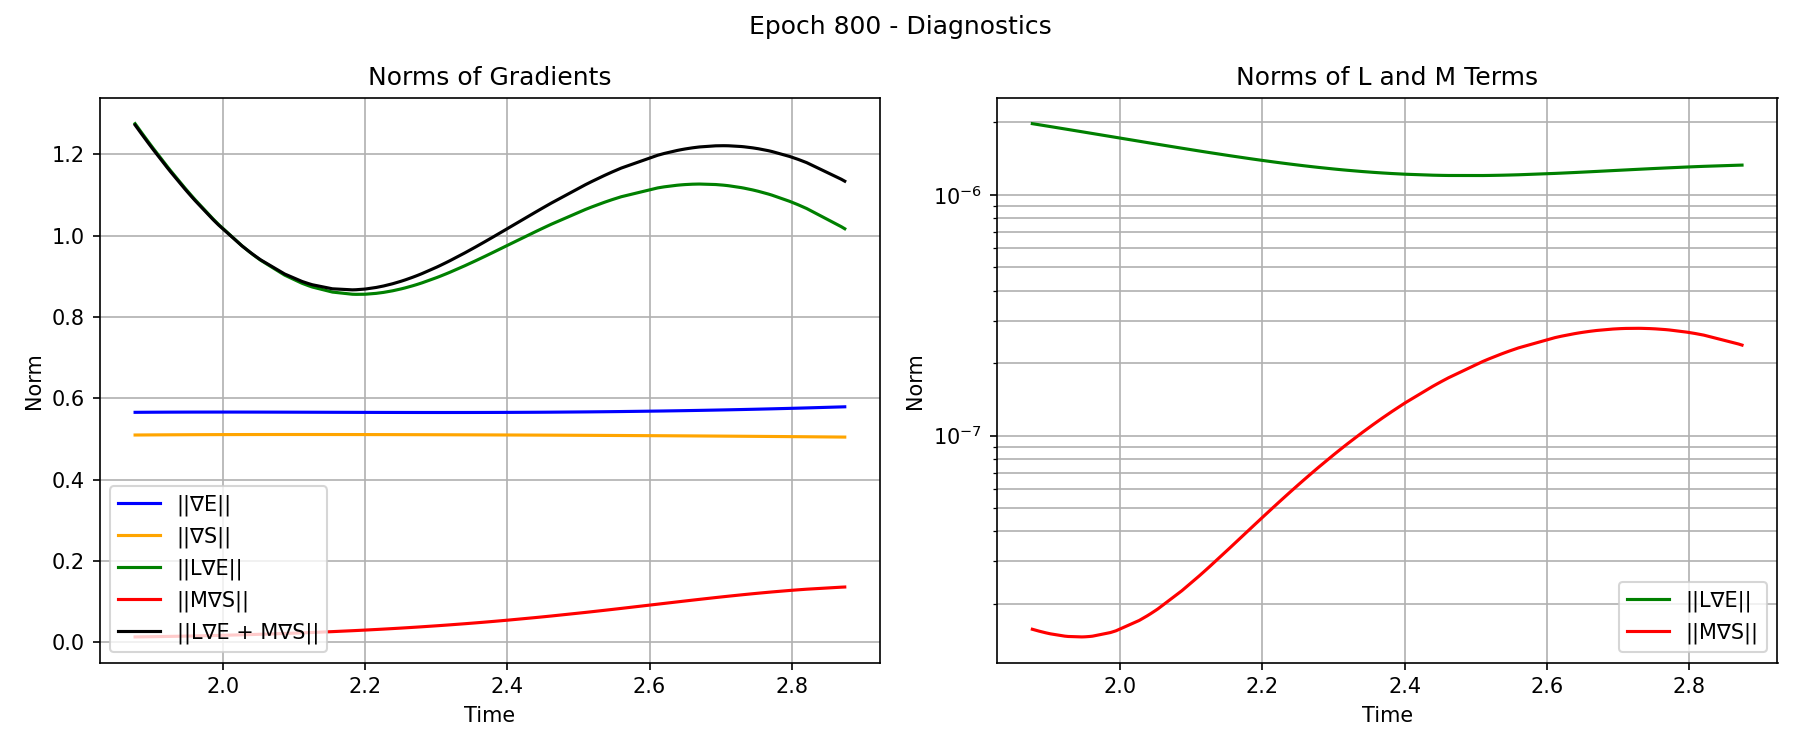 Epoch 800 - Diagnostics
Norms of Gradients
Norm
1.2
1.0
0.8
0.6
0.4
0.2
0.0
||∇E||
||∇S||
||L∇E||
||M∇S||
||L∇E + M∇S||
2.0 2.2 2.4 2.6 2.8
Time
Norms of L and M Terms
Norm
10⁻⁶
10⁻⁷
||L∇E||
||M∇S||
2.0 2.2 2.4 2.6 2.8
Time